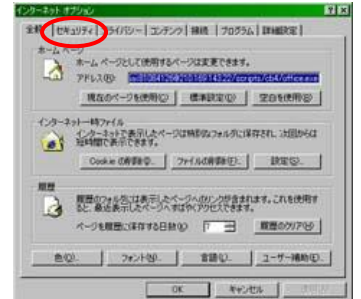 インターネット オプション
全般 セキュリティ プライバシー コンテンツ 接続 プログラム 詳細設定
ホーム ページ
ホーム ページとして使用するページは変更できます。
アドレス(R):
現在のページを使用(C) 標準設定(D) 空白を使用(B)
インターネット一時ファイル
インターネットで表示したページは特別なフォルダに保存され、次回からは
短時間で表示できます。
Cookie の削除(I)... ファイルの削除(F)... 設定(S)...
履歴
履歴のフォルダには表示したページへのリンクが含まれます。これを使用す
ると、最近表示したページへすばやくアクセスできます。
ページを履歴に保存する日数(K) 7 履歴のクリア(H)
色(O)... フォント(N)... 言語(L)... ユーザー補助(E)...
OK キャンセル